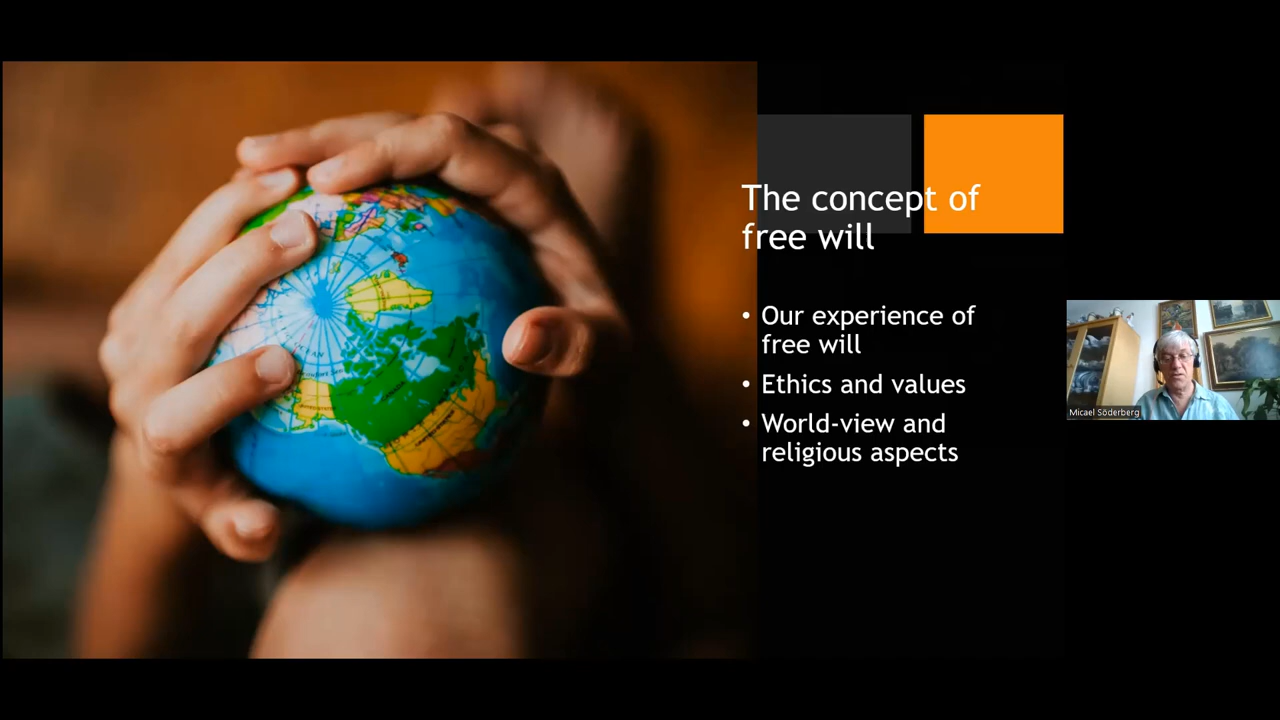 The concept of
free will
• Our experience of
free will
• Ethics and values
• World-view and
religious aspects
Micael Söderberg